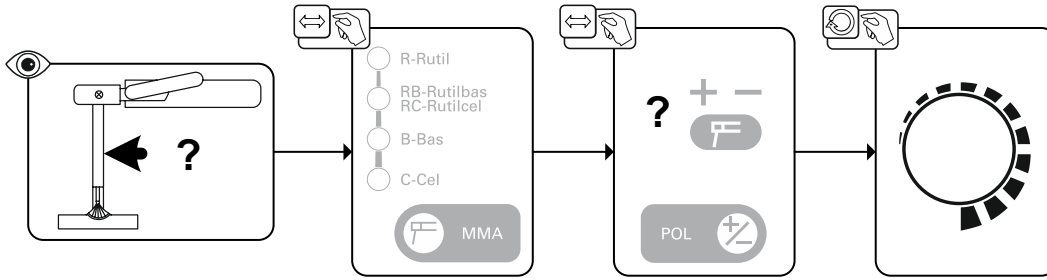 ?
R-Rutil
RB-Rutilbas
RC-Rutilcel
B-Bas
C-Cel
MMA
?
+ −
POL
+/−